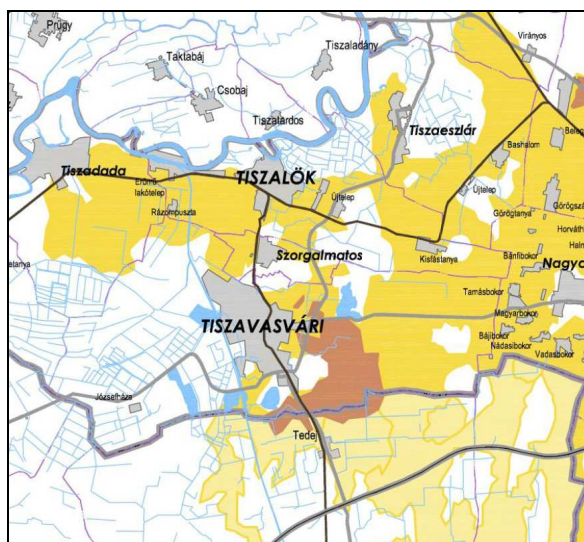 Prügy
Taktabáj
Csobaj
Tiszaladány
Tiszatardos
Virányos
Tiszaeszlár
Bashalom
Tiszadada
TISZALÖK
Erőmű
lakótelep
Rázompuszta
Újtelep
Újtelep
Görögtanya
Szorgalmatos
Kisfástanya
Bánfibokor
Tamásbokor
TISZAVASVÁRI
Magyarbokor
Bájibokor
Nádasibokor
Vadasbokor
Józsefháza
Tedej